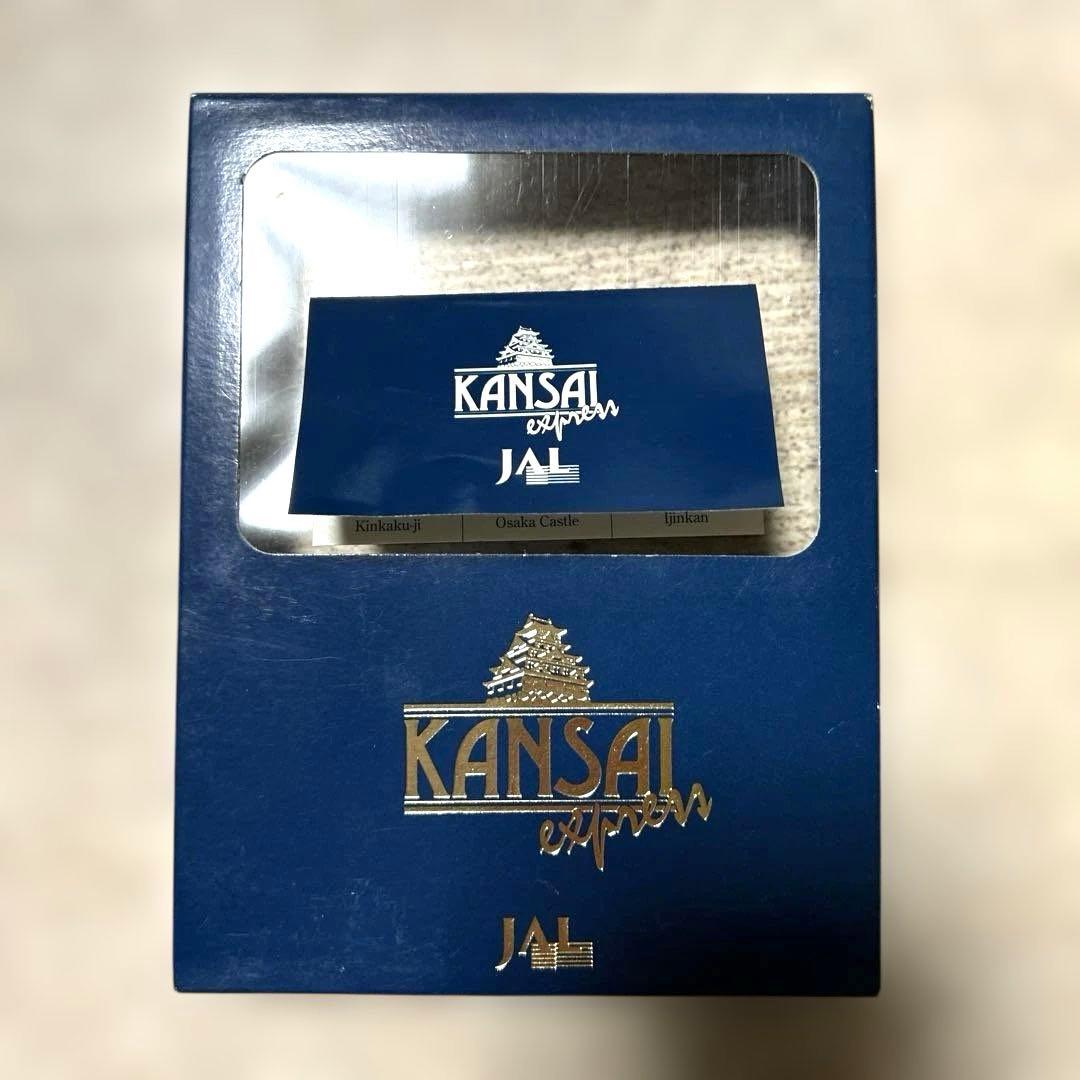 KANSAI
express
JAL
Kinkaku-ji
Osaka Castle
Ijinkan
KANSAI
express
JAL